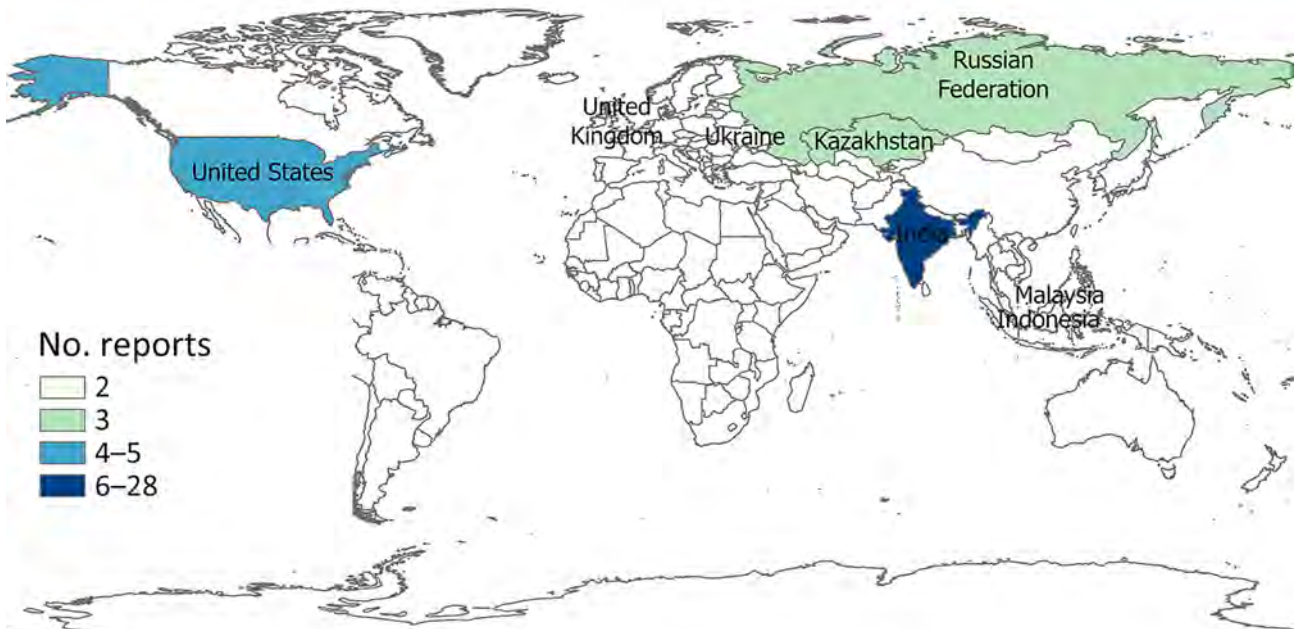 Russian
Federation
United
Kingdom
Ukraine
Kazakhstan
United States
India
Malaysia
Indonesia
No. reports
2
3
4–5
6–28